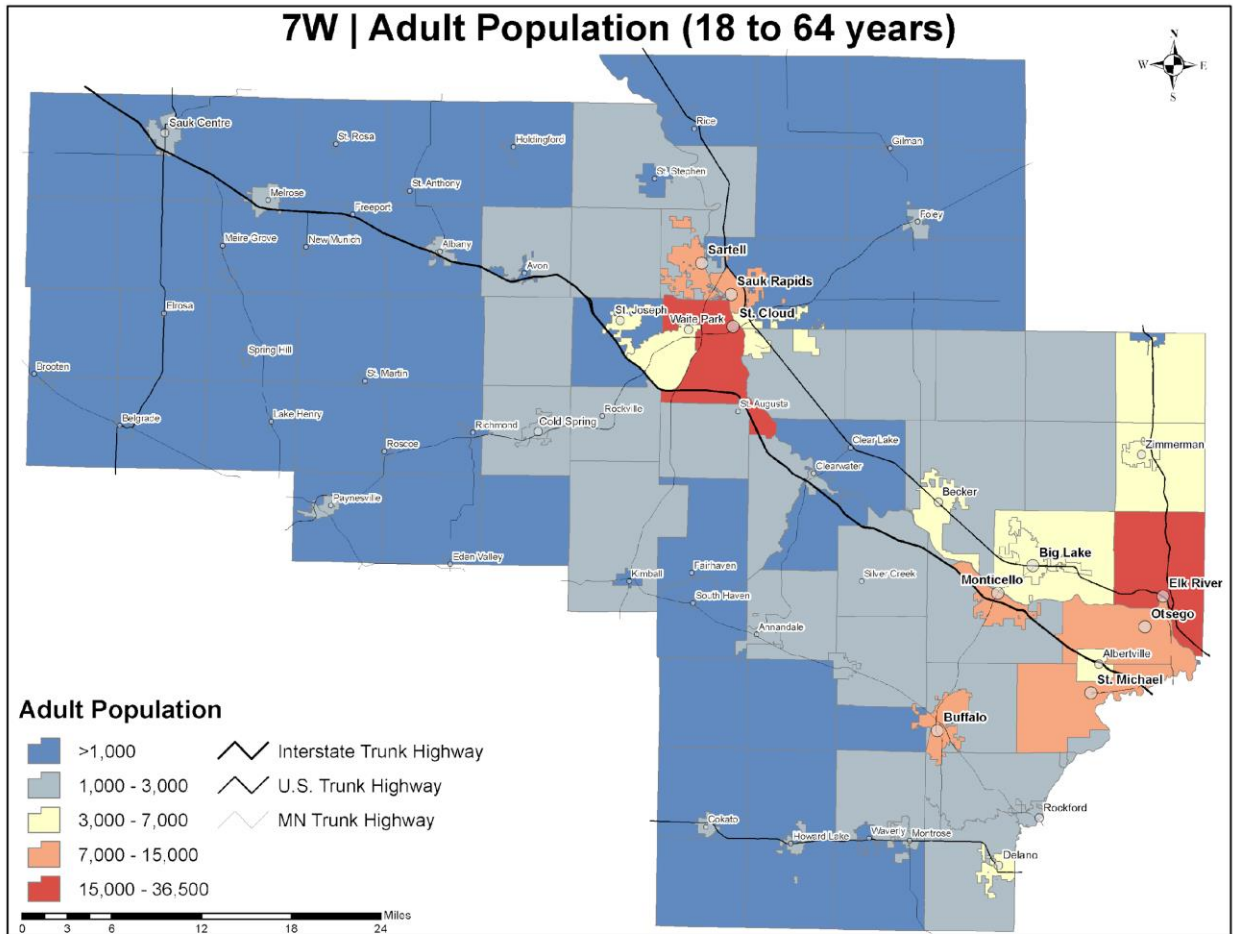 7W | Adult Population (18 to 64 years)
N
W E
S
Rice
Sauk Centre
St. Rosa
Holdingford
Gilman
St. Stephen
St. Anthony
Melrose
Freeport
Foley
Meire Grove
New Munich
Albany
Avon
Sartell
Sauk Rapids
Elrosa
St. Joseph
Waite Park
St. Cloud
Spring Hill
Brooten
St. Martin
St. Augusta
Belgrade
Lake Henry
Richmond
Cold Spring
Rockville
Roscoe
Clear Lake
Zimmerman
Clearwater
Paynesville
Becker
Eden Valley
Big Lake
Kimball
Fairhaven
Silver Creek
Monticello
Elk River
South Haven
Otsego
Annandale
Albertville
St. Michael
Buffalo
Rockford
Cokato
Howard Lake
Waverly
Montrose
Delano
Adult Population
>1,000
Interstate Trunk Highway
1,000 - 3,000
U.S. Trunk Highway
3,000 - 7,000
MN Trunk Highway
7,000 - 15,000
15,000 - 36,500
Miles
0 3 6 12 18 24